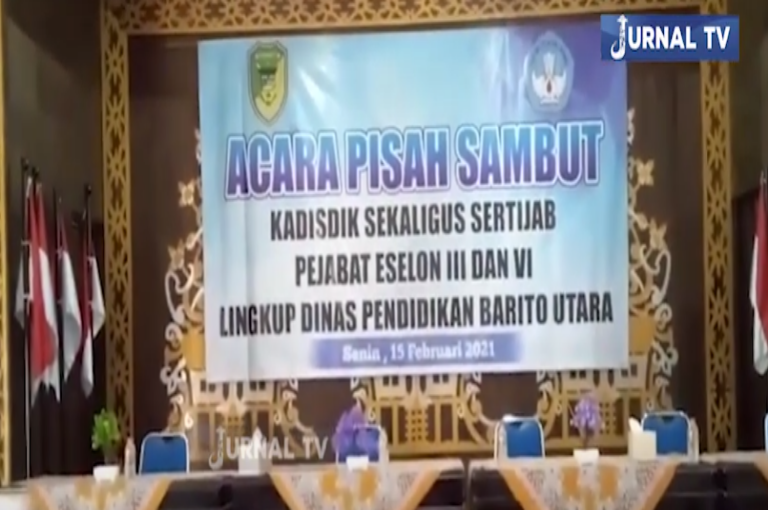 JURNAL TV
ACARA PISAH SAMBUT
KADISDIK SEKALIGUS SERTIJAB
PEJABAT ESELON III DAN VI
LINGKUP DINAS PENDIDIKAN BARITO UTARA
Senin , 15 Februari 2021
JURNAL TV